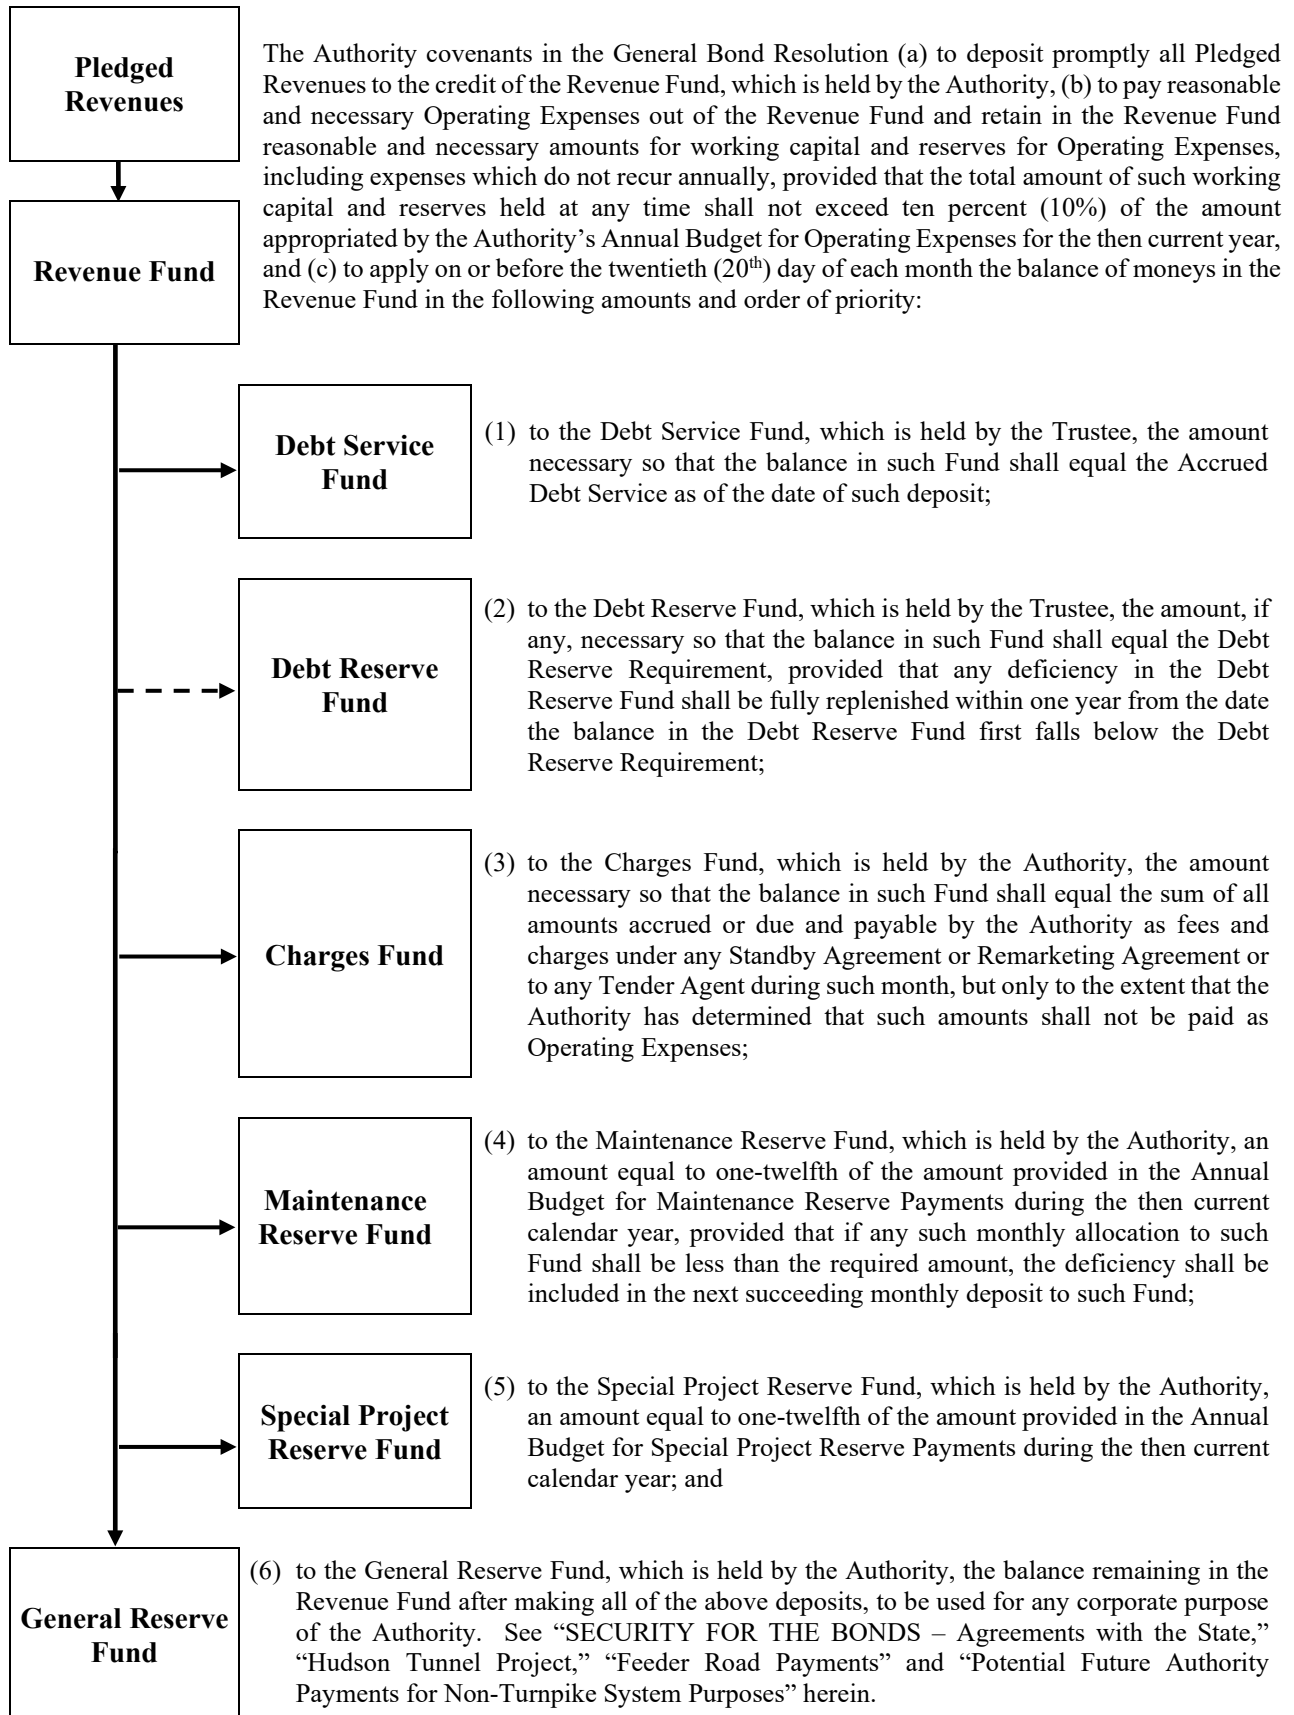 Pledged
Revenues
The Authority covenants in the General Bond Resolution (a) to deposit promptly all Pledged
Revenues to the credit of the Revenue Fund, which is held by the Authority, (b) to pay reasonable
and necessary Operating Expenses out of the Revenue Fund and retain in the Revenue Fund
reasonable and necessary amounts for working capital and reserves for Operating Expenses,
including expenses which do not recur annually, provided that the total amount of such working
capital and reserves held at any time shall not exceed ten percent (10%) of the amount
appropriated by the Authority’s Annual Budget for Operating Expenses for the then current year,
and (c) to apply on or before the twentieth (20th) day of each month the balance of moneys in the
Revenue Fund in the following amounts and order of priority:
Revenue Fund
Debt Service
Fund
(1) to the Debt Service Fund, which is held by the Trustee, the amount
necessary so that the balance in such Fund shall equal the Accrued
Debt Service as of the date of such deposit;
Debt Reserve
Fund
(2) to the Debt Reserve Fund, which is held by the Trustee, the amount, if
any, necessary so that the balance in such Fund shall equal the Debt
Reserve Requirement, provided that any deficiency in the Debt
Reserve Fund shall be fully replenished within one year from the date
the balance in the Debt Reserve Fund first falls below the Debt
Reserve Requirement;
Charges Fund
(3) to the Charges Fund, which is held by the Authority, the amount
necessary so that the balance in such Fund shall equal the sum of all
amounts accrued or due and payable by the Authority as fees and
charges under any Standby Agreement or Remarketing Agreement or
to any Tender Agent during such month, but only to the extent that the
Authority has determined that such amounts shall not be paid as
Operating Expenses;
Maintenance
Reserve Fund
(4) to the Maintenance Reserve Fund, which is held by the Authority, an
amount equal to one-twelfth of the amount provided in the Annual
Budget for Maintenance Reserve Payments during the then current
calendar year, provided that if any such monthly allocation to such
Fund shall be less than the required amount, the deficiency shall be
included in the next succeeding monthly deposit to such Fund;
Special Project
Reserve Fund
(5) to the Special Project Reserve Fund, which is held by the Authority,
an amount equal to one-twelfth of the amount provided in the Annual
Budget for Special Project Reserve Payments during the then current
calendar year; and
General Reserve
Fund
(6) to the General Reserve Fund, which is held by the Authority, the balance remaining in the
Revenue Fund after making all of the above deposits, to be used for any corporate purpose
of the Authority. See “SECURITY FOR THE BONDS – Agreements with the State,”
“Hudson Tunnel Project,” “Feeder Road Payments” and “Potential Future Authority
Payments for Non-Turnpike System Purposes” herein.